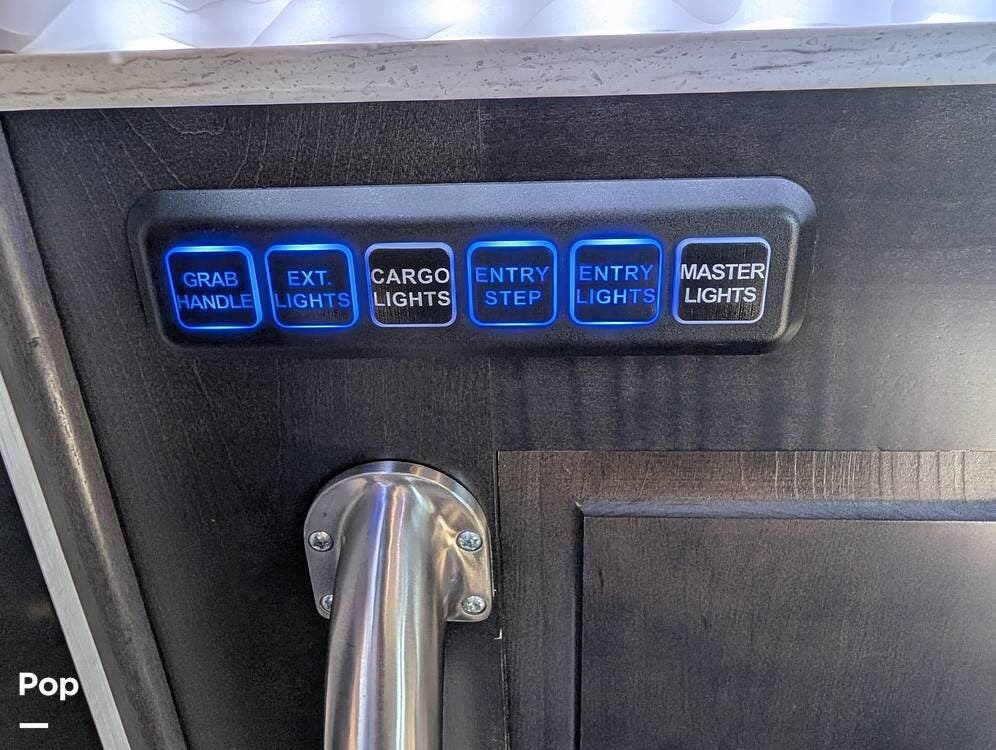 GRAB
HANDLE
EXT.
LIGHTS
CARGO
LIGHTS
ENTRY
STEP
ENTRY
LIGHTS
MASTER
LIGHTS
Pop